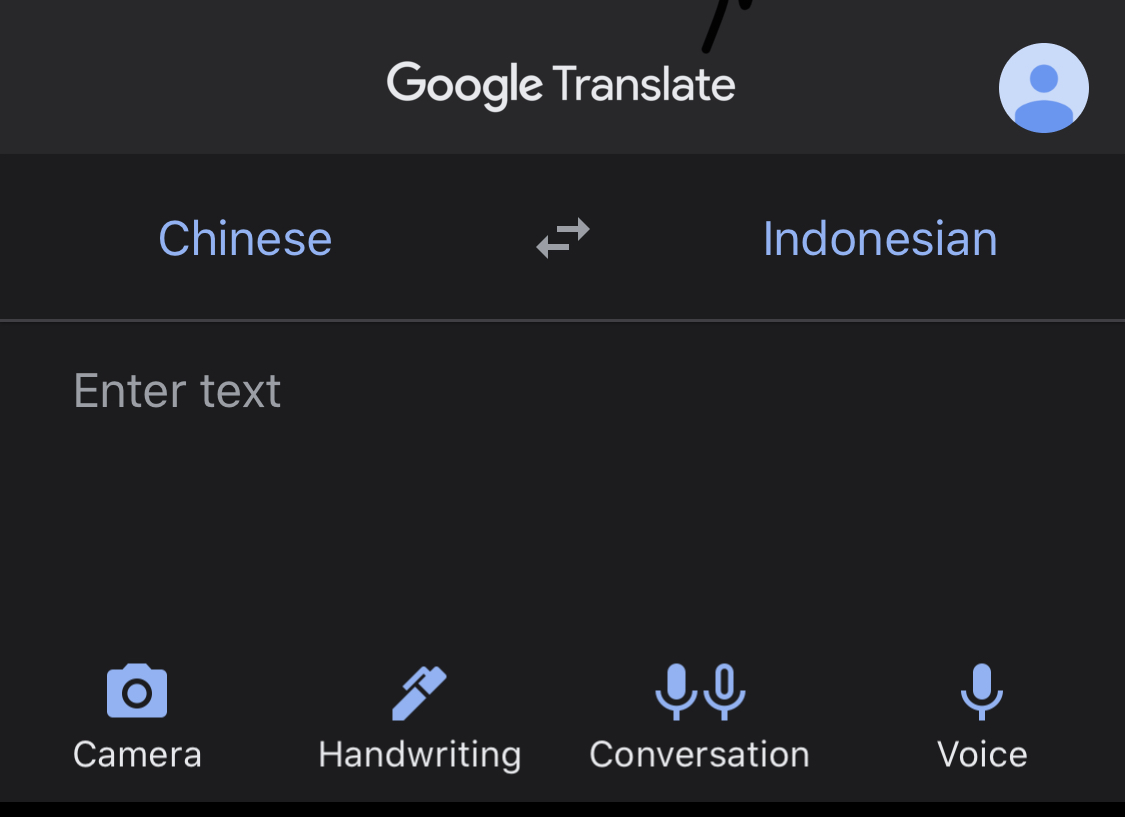 Google Translate
Chinese Indonesian
Enter text
Camera Handwriting Conversation Voice